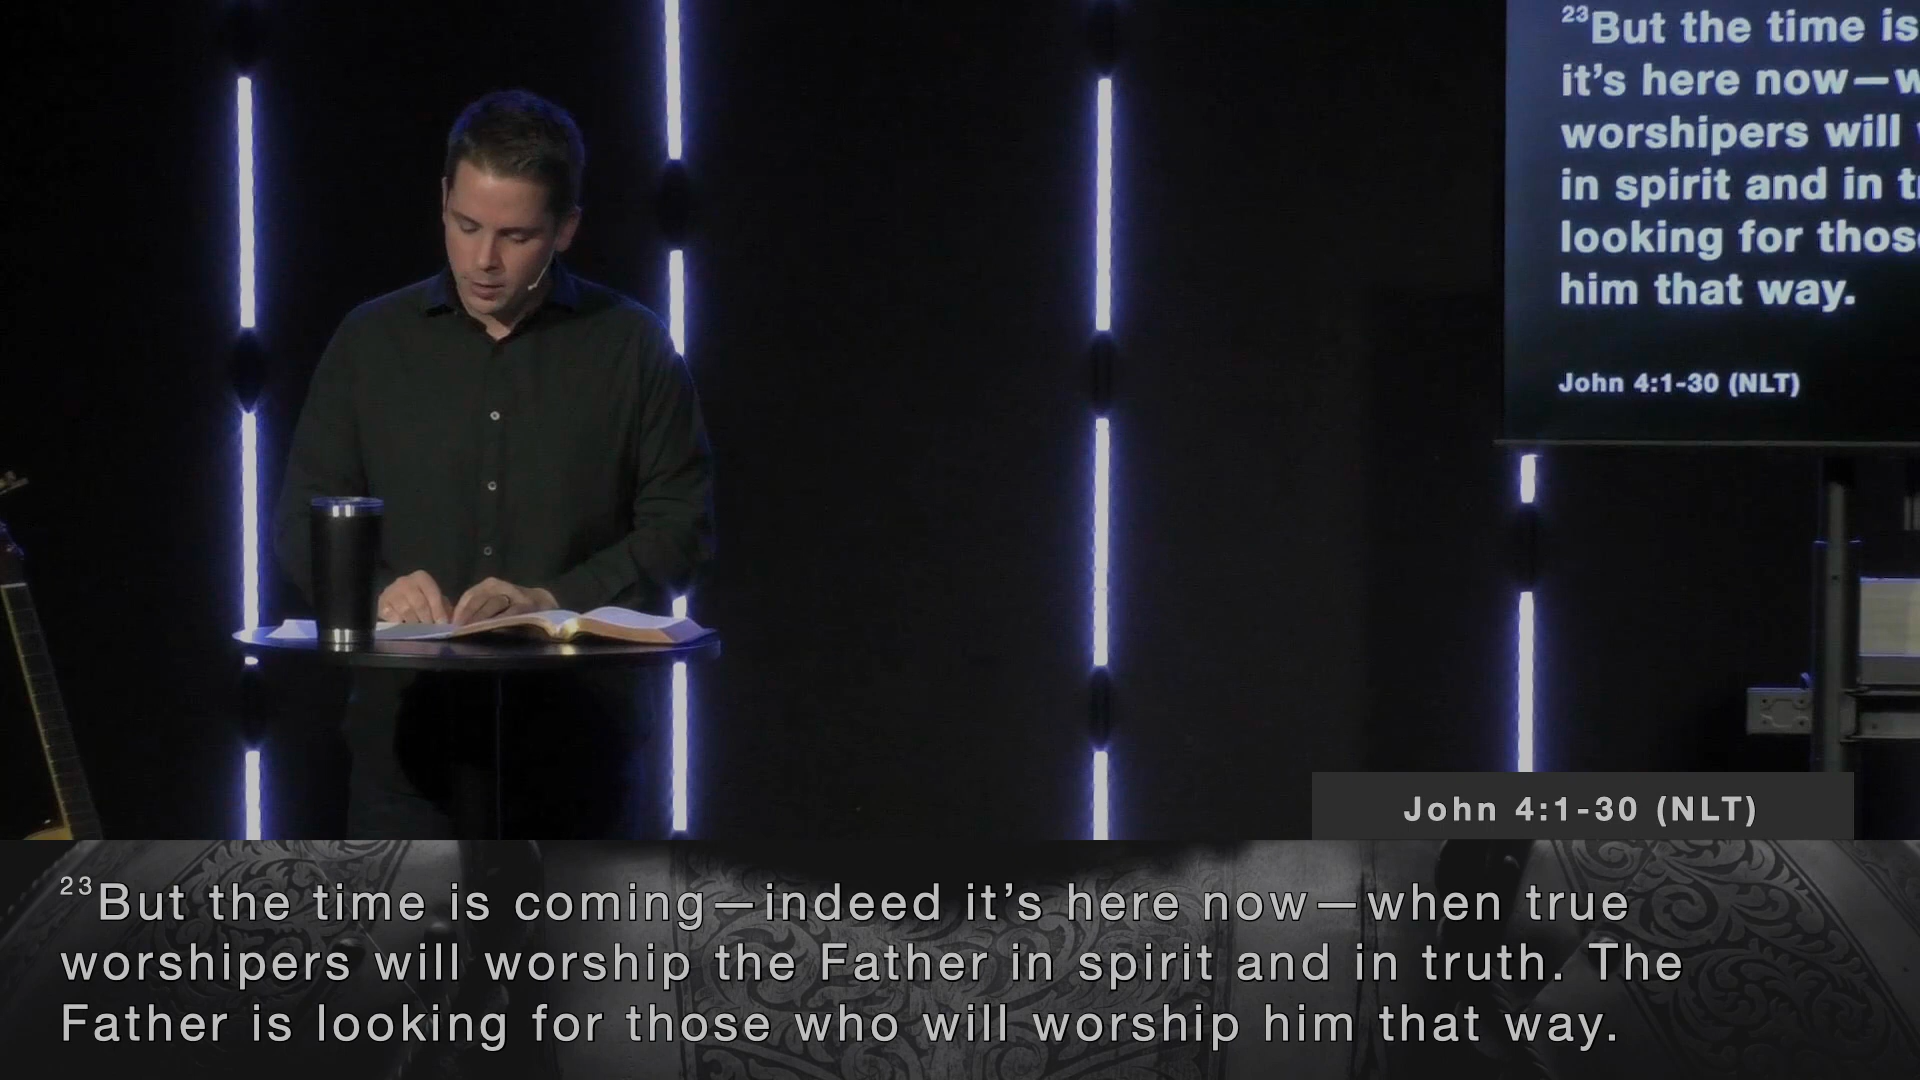 ²³But the time is
it's here now—w
worshipers will
in spirit and in t
looking for thos
him that way.
John 4:1-30 (NLT)
John 4:1-30 (NLT)
²³But the time is coming—indeed it's here now—when true
worshipers will worship the Father in spirit and in truth. The
Father is looking for those who will worship him that way.